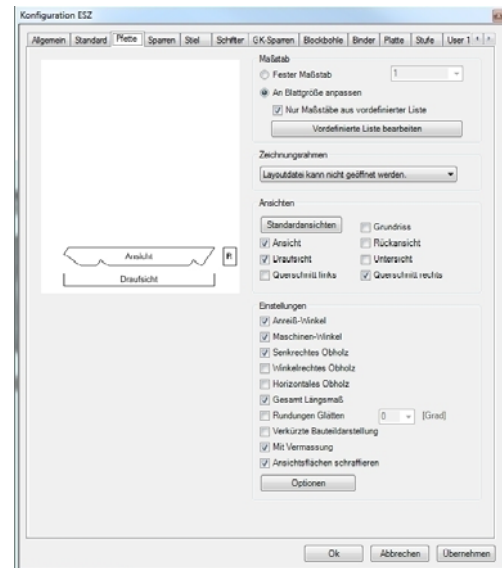 Konfiguration ESZ
Allgemein Standard Pfette Sparren Stiel Schifter GK-Sparren Blockbohle Binder Platte Stufe User 1
Maßstab
Fester Maßstab 1
An Blattgröße anpassen
Nur Maßstäbe aus vordefinierter Liste
Vordefinierte Liste bearbeiten
Zeichnungsrahmen
Layoutdatei kann nicht geöffnet werden.
Ansichten
Standardansichten Grundriss
Ansicht Rückansicht
Draufsicht Untersicht
Querschnitt links Querschnitt rechts
Ansicht R
Draufsicht
Einstellungen
Anreiß-Winkel
Maschinen-Winkel
Senkrechtes Obholz
Winkelrechtes Obholz
Horizontales Obholz
Gesamt Längsmaß
Rundungen Glätten 0 [Grad]
Verkürzte Bauteildarstellung
Mit Vermassung
Ansichtsflächen schraffieren
Optionen
Ok Abbrechen Übernehmen